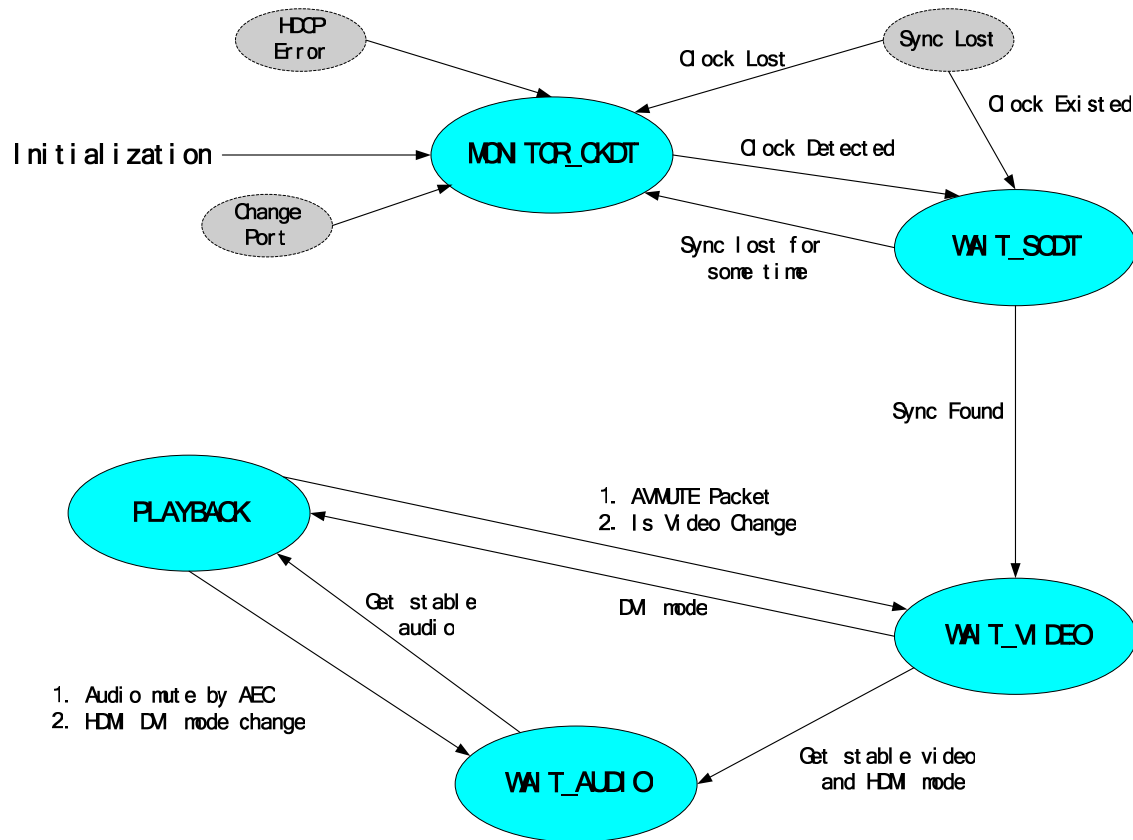 HDCP
Error
Sync Lost
Clock Lost
Clock Existed
Initialization
MONITOR_CKDT
Clock Detected
Change
Port
Sync lost for
some time
WAIT_SCDT
Sync Found
PLAYBACK
1. AVMUTE Packet
2. Is Video Change
Get stable
audio
DVI mode
WAIT_VIDEO
1. Audio mute by AEC
2. HDMI DVI mode change
WAIT_AUDIO
Get stable video
and HDMI mode